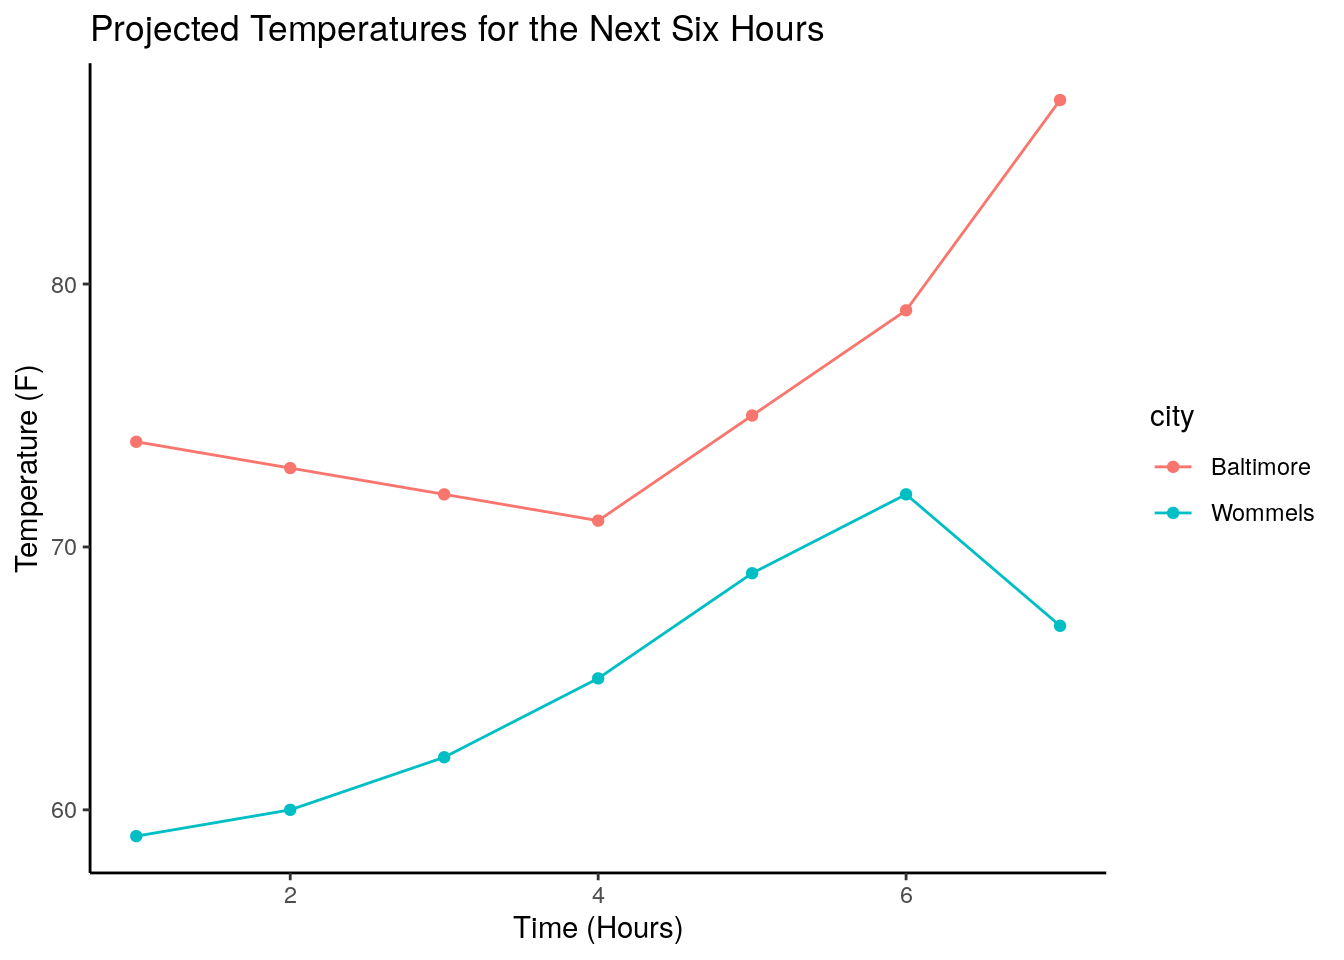 Projected Temperatures for the Next Six Hours
80
70
60
Temperature (F)
2 4 6
Time (Hours)
city
Baltimore
Wommels